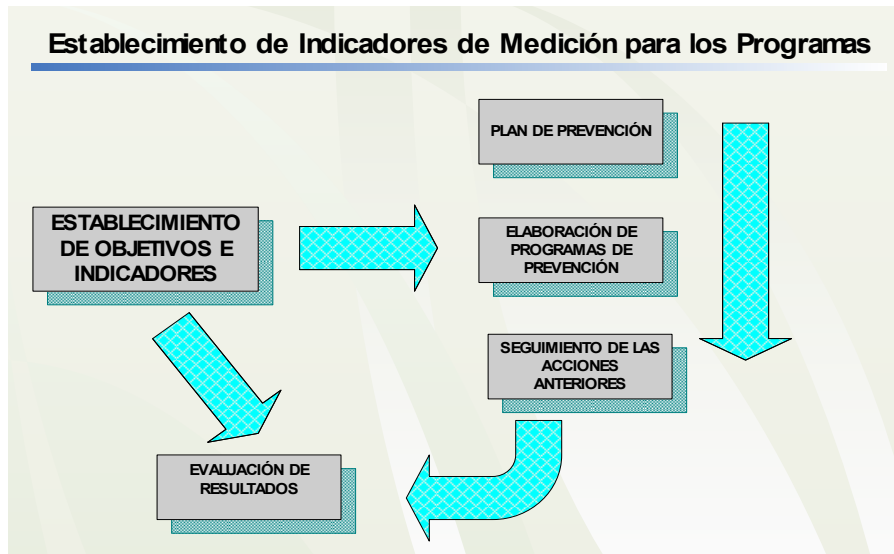 Establecimiento de Indicadores de Medición para los Programas
PLAN DE PREVENCIÓN
ESTABLECIMIENTO
DE OBJETIVOS E
INDICADORES
ELABORACIÓN DE
PROGRAMAS DE
PREVENCIÓN
SEGUIMIENTO DE LAS
ACCIONES
ANTERIORES
EVALUACIÓN DE
RESULTADOS